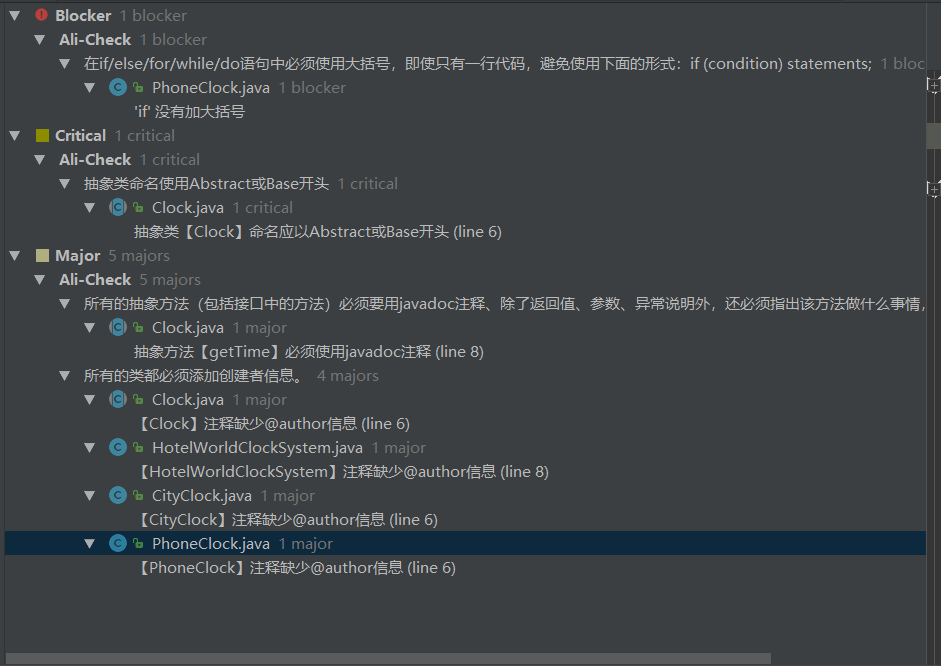 Blocker 1 blocker
Ali-Check 1 blocker
在if/else/for/while/do语句中必须使用大括号，即使只有一行代码，避免使用下面的形式：if (condition) statements; 1 bloc
PhoneClock.java 1 blocker
'if' 没有加大括号
Critical 1 critical
Ali-Check 1 critical
抽象类命名使用Abstract或Base开头 1 critical
Clock.java 1 critical
抽象类【Clock】命名应以Abstract或Base开头 (line 6)
Major 5 majors
Ali-Check 5 majors
所有的抽象方法（包括接口中的方法）必须要用javadoc注释、除了返回值、参数、异常说明外，还必须指出该方法做什么事情，
Clock.java 1 major
抽象方法【getTime】必须使用javadoc注释 (line 8)
所有的类都必须添加创建者信息。 4 majors
Clock.java 1 major
【Clock】注释缺少@author信息 (line 6)
HotelWorldClockSystem.java 1 major
【HotelWorldClockSystem】注释缺少@author信息 (line 8)
CityClock.java 1 major
【CityClock】注释缺少@author信息 (line 6)
PhoneClock.java 1 major
【PhoneClock】注释缺少@author信息 (line 6)